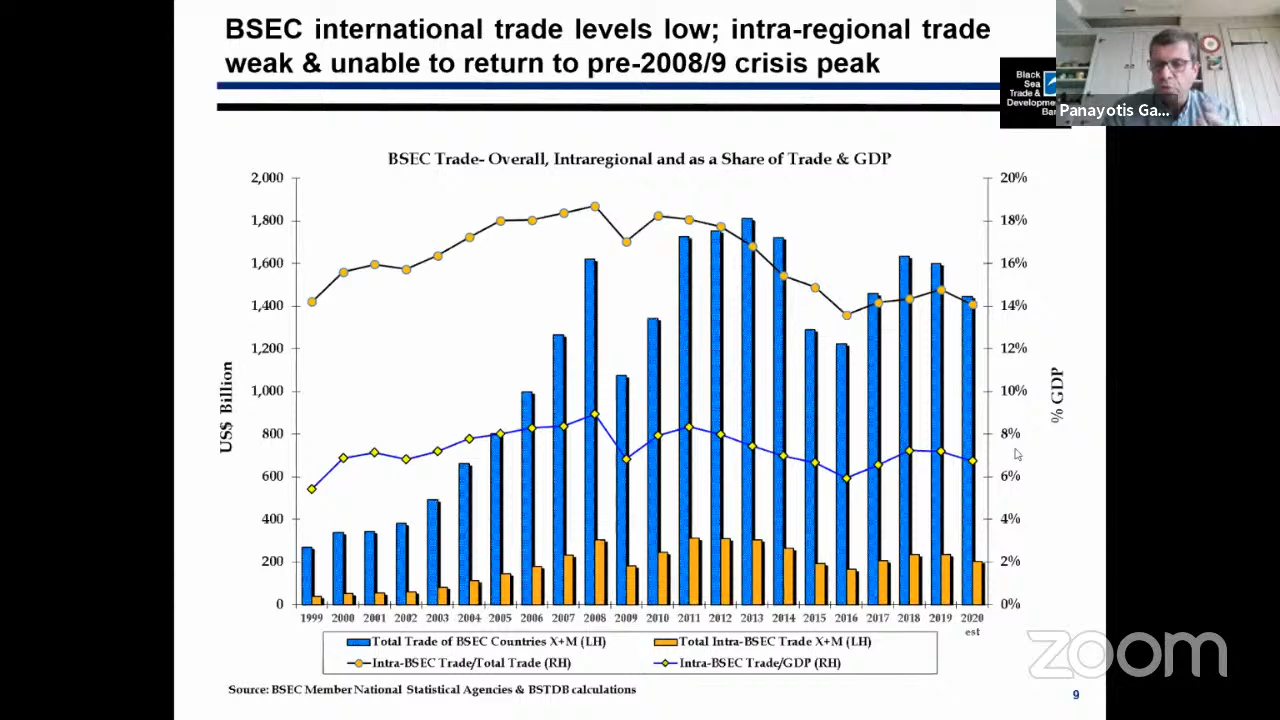 BSEC international trade levels low; intra-regional trade
weak & unable to return to pre-2008/9 crisis peak
Black
Sea
Trade &
Development
Ba
Panayotis Ga...
BSEC Trade- Overall, Intraregional and as a Share of Trade & GDP
2,000
1,800
1,600
1,400
1,200
1,000
800
600
400
200
0
US$ Billion
20%
18%
16%
14%
12%
10%
8%
6%
4%
2%
0%
% GDP
1999 2000 2001 2002 2003 2004 2005 2006 2007 2008 2009 2010 2011 2012 2013 2014 2015 2016 2017 2018 2019 2020
est
Total Trade of BSEC Countries X+M (LH) Total Intra-BSEC Trade X+M (LH)
Intra-BSEC Trade/Total Trade (RH) Intra-BSEC Trade/GDP (RH)
Source: BSEC Member National Statistical Agencies & BSTDB calculations
zoom
9